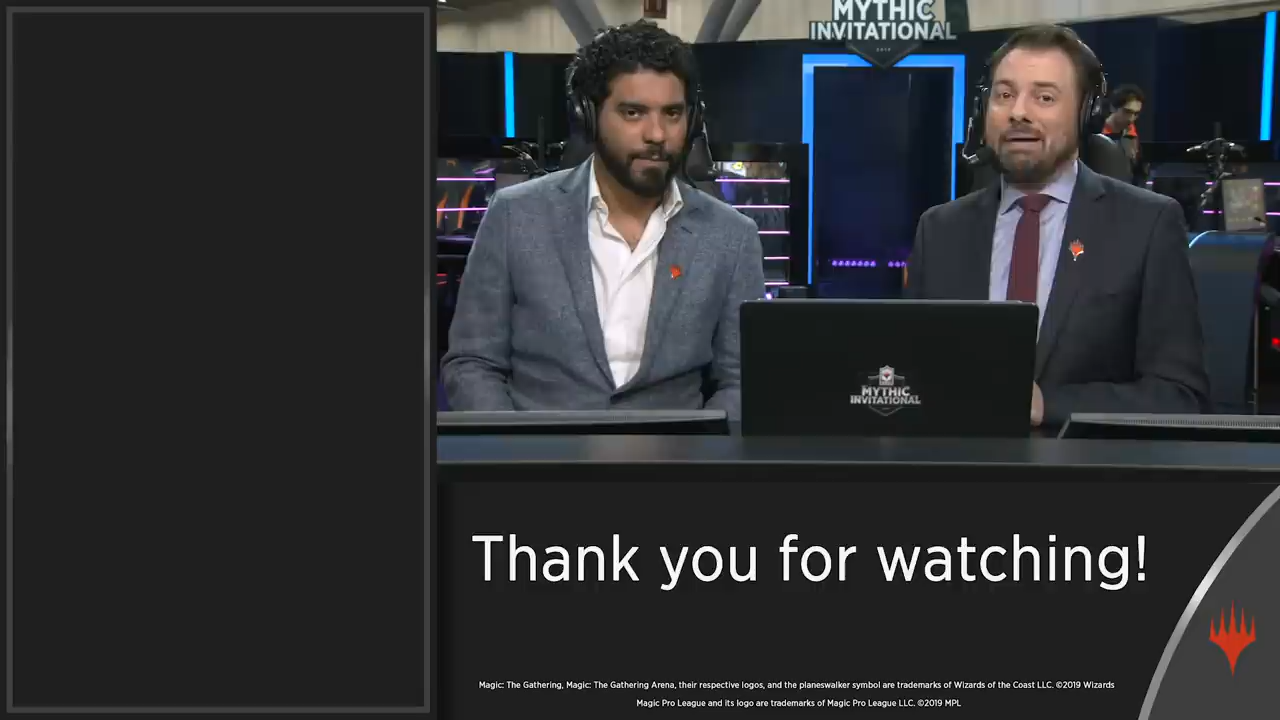 MYTHIC
INVITATIONAL
2019
MYTHIC
INVITATIONAL
Thank you for watching!
Magic: The Gathering, Magic: The Gathering Arena, their respective logos, and the planeswalker symbol are trademarks of Wizards of the Coast LLC. ©2019 Wizards
Magic Pro League and its logo are trademarks of Magic Pro League LLC. ©2019 MPL